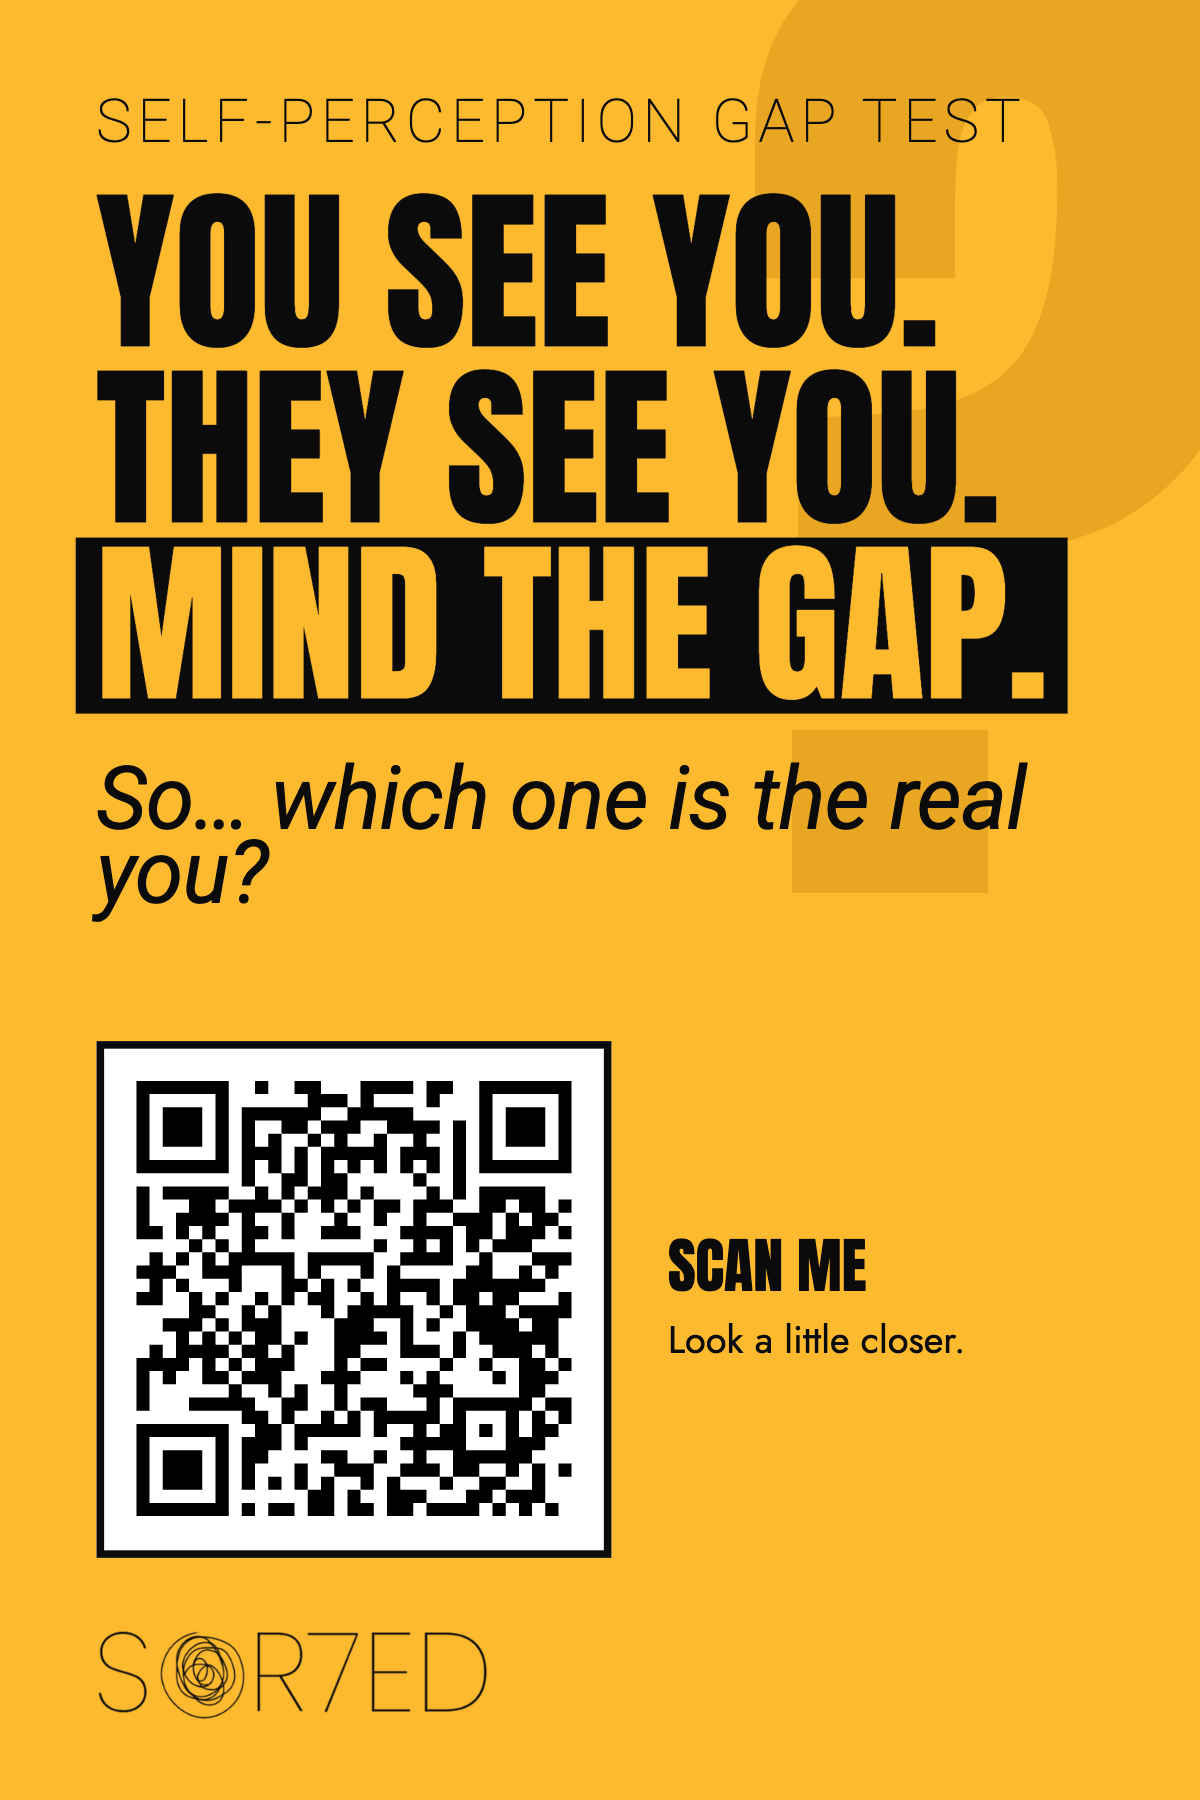 SELF-PERCEPTION GAP TEST
YOU SEE YOU.
THEY SEE YOU.
MIND THE GAP.
So... which one is the real
you?
SCAN ME
Look a little closer.
SOR7ED